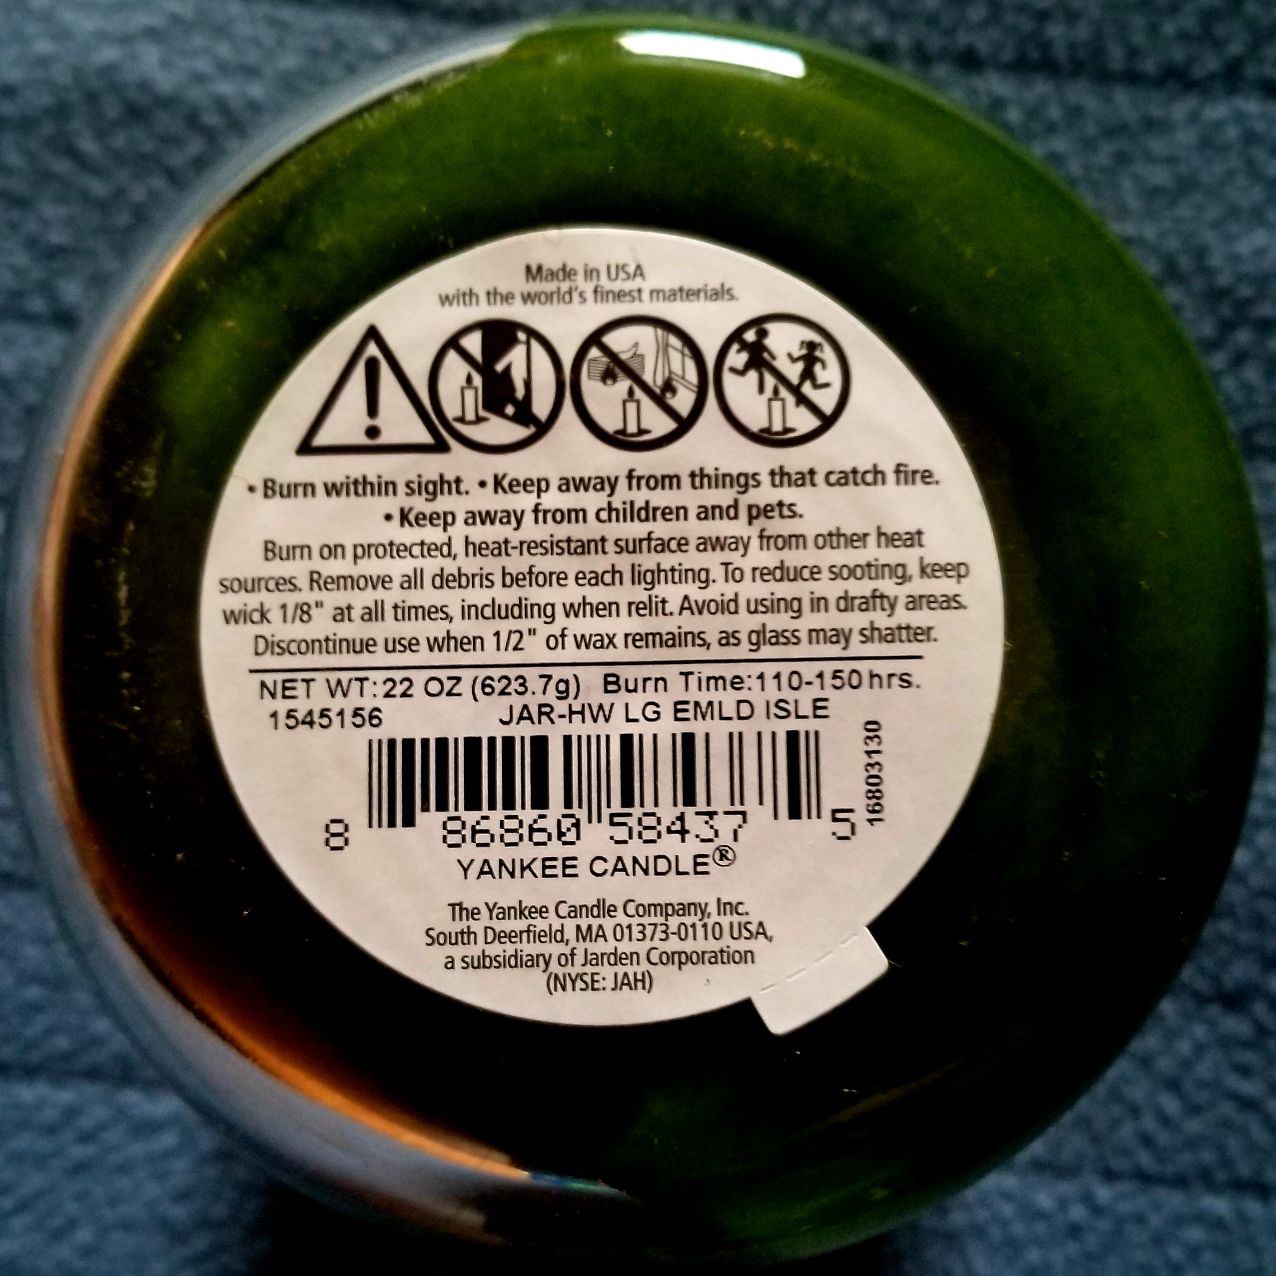 Made in USA
with the world's finest materials.
• Burn within sight. • Keep away from things that catch fire.
• Keep away from children and pets.
Burn on protected, heat-resistant surface away from other heat
sources. Remove all debris before each lighting. To reduce sooting, keep
wick 1/8" at all times, including when relit. Avoid using in drafty areas.
Discontinue use when 1/2" of wax remains, as glass may shatter.
NET WT:22 OZ (623.7g) Burn Time:110-150 hrs.
1545156 JAR-HW LG EMLD ISLE
16803130
8 86860 58437 5
YANKEE CANDLE®
The Yankee Candle Company, Inc.
South Deerfield, MA 01373-0110 USA,
a subsidiary of Jarden Corporation
(NYSE: JAH)